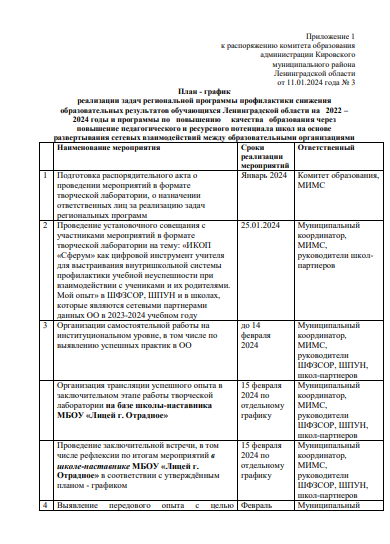 Приложение 1
к распоряжению комитета образования
администрации Кировского
муниципального района
Ленинградской области
от 11.01.2024 года № 3
План - график
реализации задач региональной программы профилактики снижения
образовательных результатов обучающихся Ленинградской области на 2022 –
2024 годы и программы по повышению качества образования через
повышение педагогического и ресурсного потенциала школ на основе
развертывания сетевых взаимодействий между образовательными организациями
Наименование мероприятия
Сроки
реализации
мероприятий
Ответственный
1
Подготовка распорядительного акта о
проведении мероприятий в формате
творческой лаборатории, о назначении
ответственных лиц за реализацию задач
региональных программ
Январь 2024
Комитет образования,
МИМС
2
Проведение установочного совещания с
участниками мероприятий в формате
творческой лаборатории на тему: «ИКОП
«Сферум» как цифровой инструмент учителя
для выстраивания внутришкольной системы
профилактики учебной неуспешности при
взаимодействии с учениками и их родителями.
Мой опыт» в ШФЗСОР, ШПУН и в школах,
которые являются сетевыми партнерами
данных ОО в 2023-2024 учебном году
25.01.2024
Муниципальный
координатор,
МИМС,
руководители школ-
партнеров
3
Организации самостоятельной работы на
институциональном уровне, в том числе по
выявлению успешных практик в ОО
до 14
февраля
2024
Муниципальный
координатор,
МИМС,
руководители
ШФЗСОР, ШПУН,
школ-партнеров
Организация трансляции успешного опыта в
заключительном этапе работы творческой
лаборатории на базе школы-наставника
МБОУ «Лицей г. Отрадное»
15 февраля
2024 по
отдельному
графику
Муниципальный
координатор,
МИМС,
руководители
ШФЗСОР, ШПУН,
школ-партнеров
Проведение заключительной встречи, в том
числе рефлексии по итогам мероприятий в
школе-наставнике МБОУ «Лицей г.
Отрадное» в соответствии с утверждённым
планом - графиком
15 февраля
2024 по
отдельному
графику
Муниципальный
координатор,
МИМС,
руководители
ШФЗСОР, ШПУН,
школ-партнеров
4
Выявление передового опыта с целью
Февраль
Муниципальный